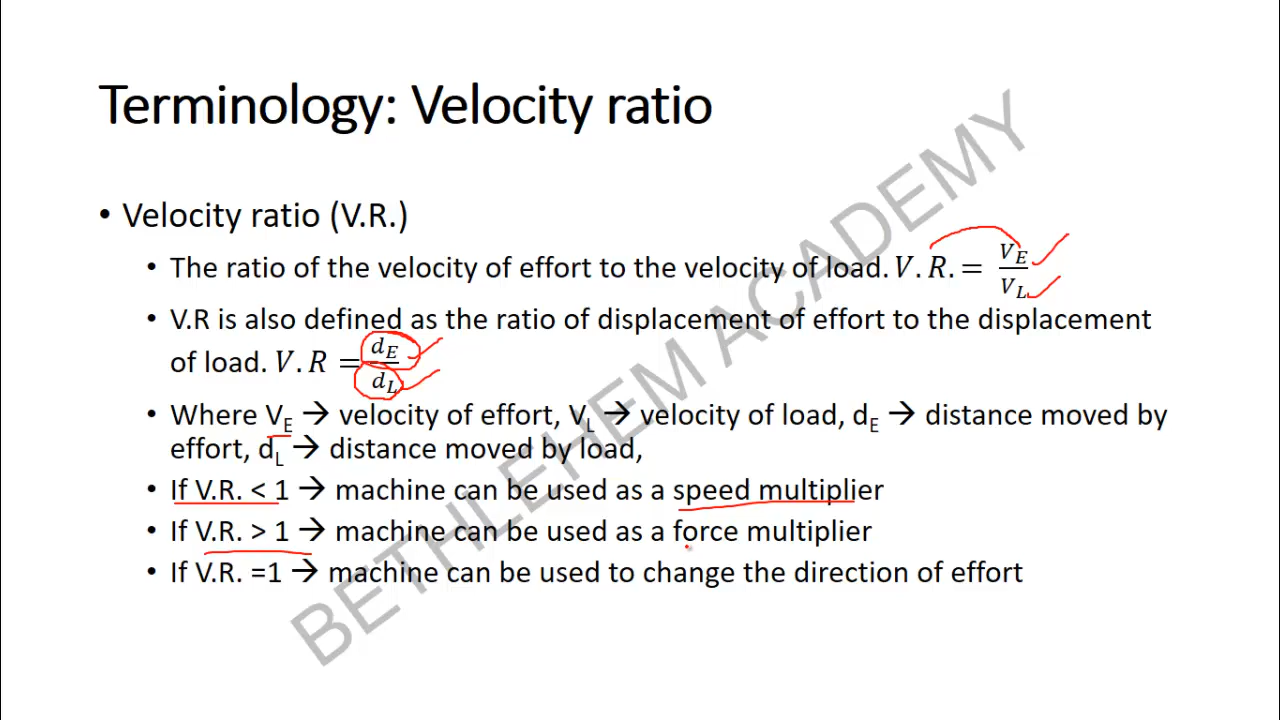 Terminology: Velocity ratio
• Velocity ratio (V.R.)
• The ratio of the velocity of effort to the velocity of load. V.R. = V_E/V_L
• V.R is also defined as the ratio of displacement of effort to the displacement
of load. V.R = d_E/d_L
• Where V_E → velocity of effort, V_L → velocity of load, d_E → distance moved by
effort, d_L → distance moved by load,
• If V.R. < 1 → machine can be used as a speed multiplier
• If V.R. > 1 → machine can be used as a force multiplier
• If V.R. =1 → machine can be used to change the direction of effort
BETHLEHEM ACADEMY